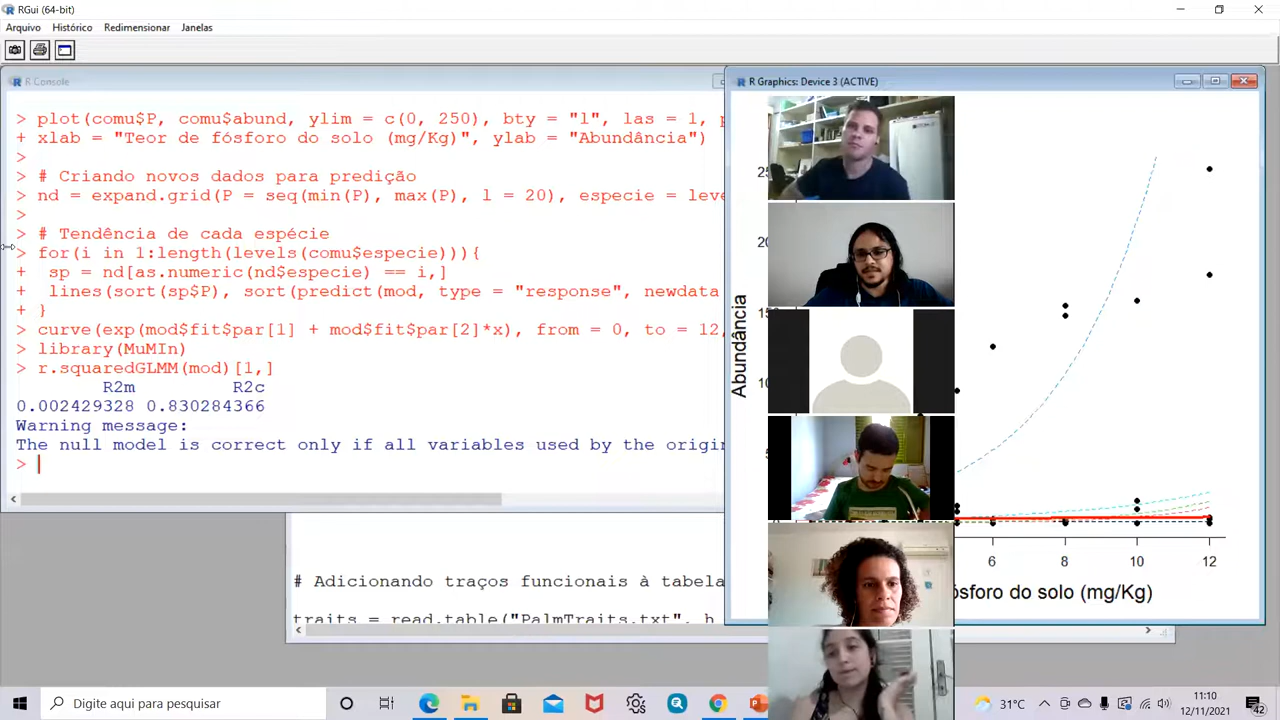 RGui (64-bit)
Arquivo Histórico Redimensionar Janelas
R Console
> plot(comu$P, comu$abund, ylim = c(0, 250), bty = "l", las = 1, p
+ xlab = "Teor de fósforo do solo (mg/Kg)", ylab = "Abundância")
>
> # Criando novos dados para predição
> nd = expand.grid(P = seq(min(P), max(P), l = 20), especie = leve
>
> # Tendência de cada espécie
> for(i in 1:length(levels(comu$especie))){
+ sp = nd[as.numeric(nd$especie) == i,]
+ lines(sort(sp$P), sort(predict(mod, type = "response", newdata
+ }
> curve(exp(mod$fit$par[1] + mod$fit$par[2]*x), from = 0, to = 12,
> library(MuMIn)
> r.squaredGLMM(mod)[1,]
R2m R2c
0.002429328 0.830284366
Warning message:
The null model is correct only if all variables used by the origin
>
# Adicionando traços funcionais à tabela
traits = read.table("PalmTraits.txt", h
R Graphics: Device 3 (ACTIVE)
Abundância
6 8 10 12
ósforo do solo (mg/Kg)
Digite aqui para pesquisar
31°C
11:10
12/11/2021
42